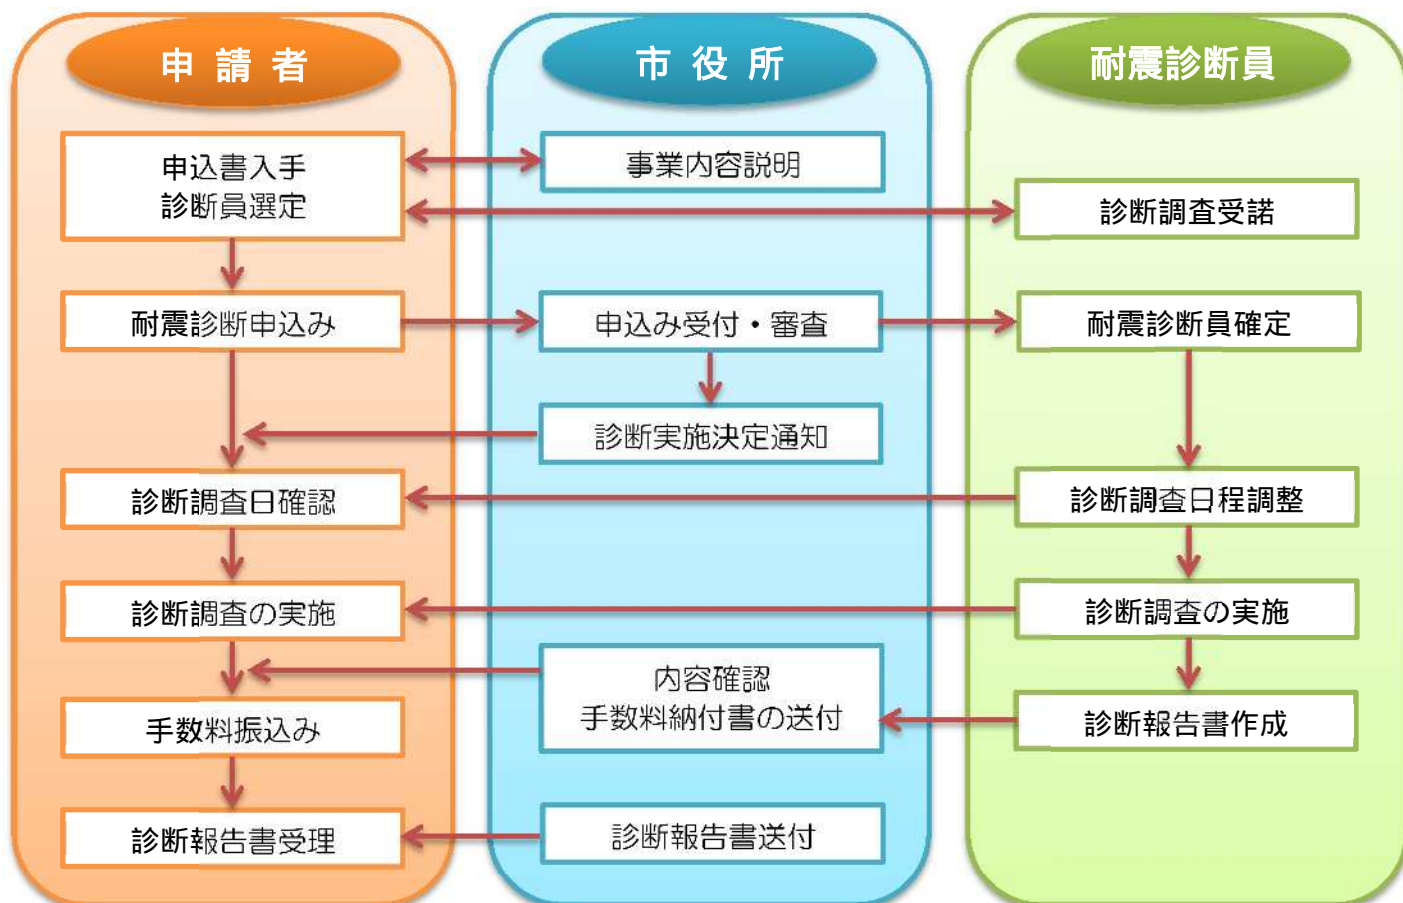 申請者
市役所
耐震診断員
申込書入手
診断員選定
事業内容説明
診断調査受諾
耐震診断申込み
申込み受付・審査
耐震診断員確定
診断実施決定通知
診断調査日確認
診断調査日程調整
診断調査の実施
診断調査の実施
内容確認
手数料納付書の送付
手数料振込み
診断報告書作成
診断報告書受理
診断報告書送付